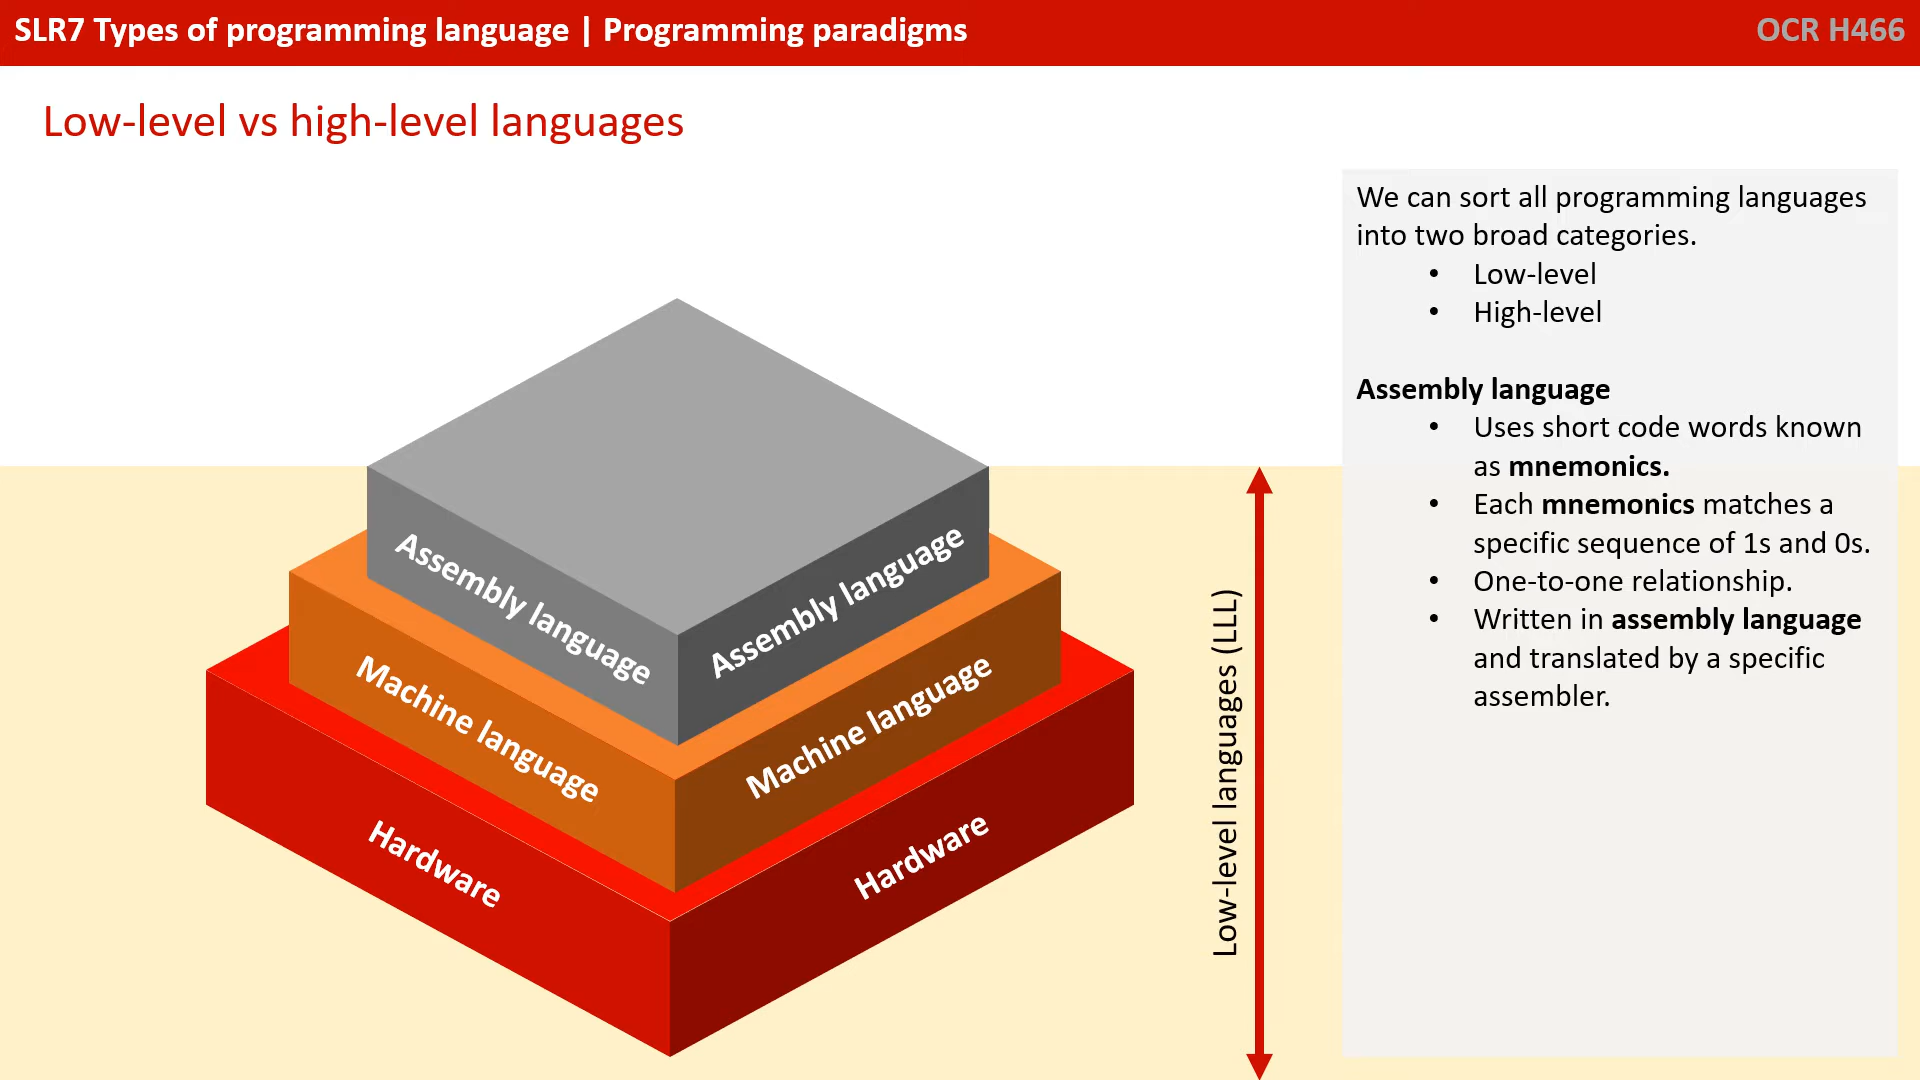 SLR7 Types of programming language | Programming paradigms
OCR H466
Low-level vs high-level languages
We can sort all programming languages
into two broad categories.
• Low-level
• High-level
Assembly language
• Uses short code words known
as mnemonics.
• Each mnemonics matches a
specific sequence of 1s and 0s.
• One-to-one relationship.
• Written in assembly language
and translated by a specific
assembler.
Assembly language
Assembly language
Machine language
Machine language
Hardware
Hardware
Low-level languages (LLL)